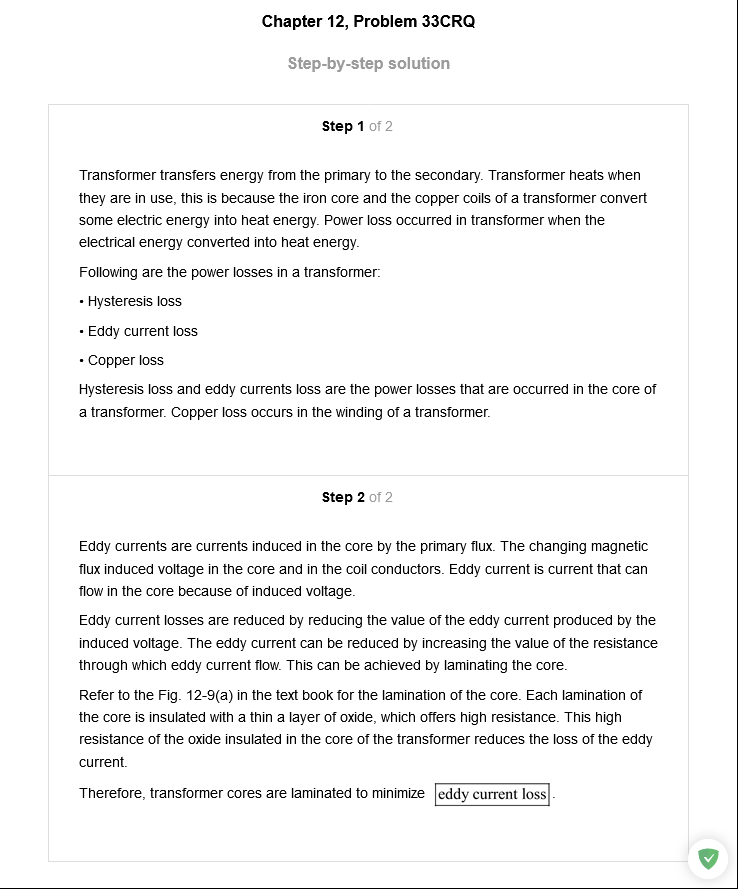 Chapter 12, Problem 33CRQ
Step-by-step solution
Step 1 of 2
Transformer transfers energy from the primary to the secondary. Transformer heats when
they are in use, this is because the iron core and the copper coils of a transformer convert
some electric energy into heat energy. Power loss occurred in transformer when the
electrical energy converted into heat energy.
Following are the power losses in a transformer:
• Hysteresis loss
• Eddy current loss
• Copper loss
Hysteresis loss and eddy currents loss are the power losses that are occurred in the core of
a transformer. Copper loss occurs in the winding of a transformer.
Step 2 of 2
Eddy currents are currents induced in the core by the primary flux. The changing magnetic
flux induced voltage in the core and in the coil conductors. Eddy current is current that can
flow in the core because of induced voltage.
Eddy current losses are reduced by reducing the value of the eddy current produced by the
induced voltage. The eddy current can be reduced by increasing the value of the resistance
through which eddy current flow. This can be achieved by laminating the core.
Refer to the Fig. 12-9(a) in the text book for the lamination of the core. Each lamination of
the core is insulated with a thin a layer of oxide, which offers high resistance. This high
resistance of the oxide insulated in the core of the transformer reduces the loss of the eddy
current.
Therefore, transformer cores are laminated to minimize eddy current loss.